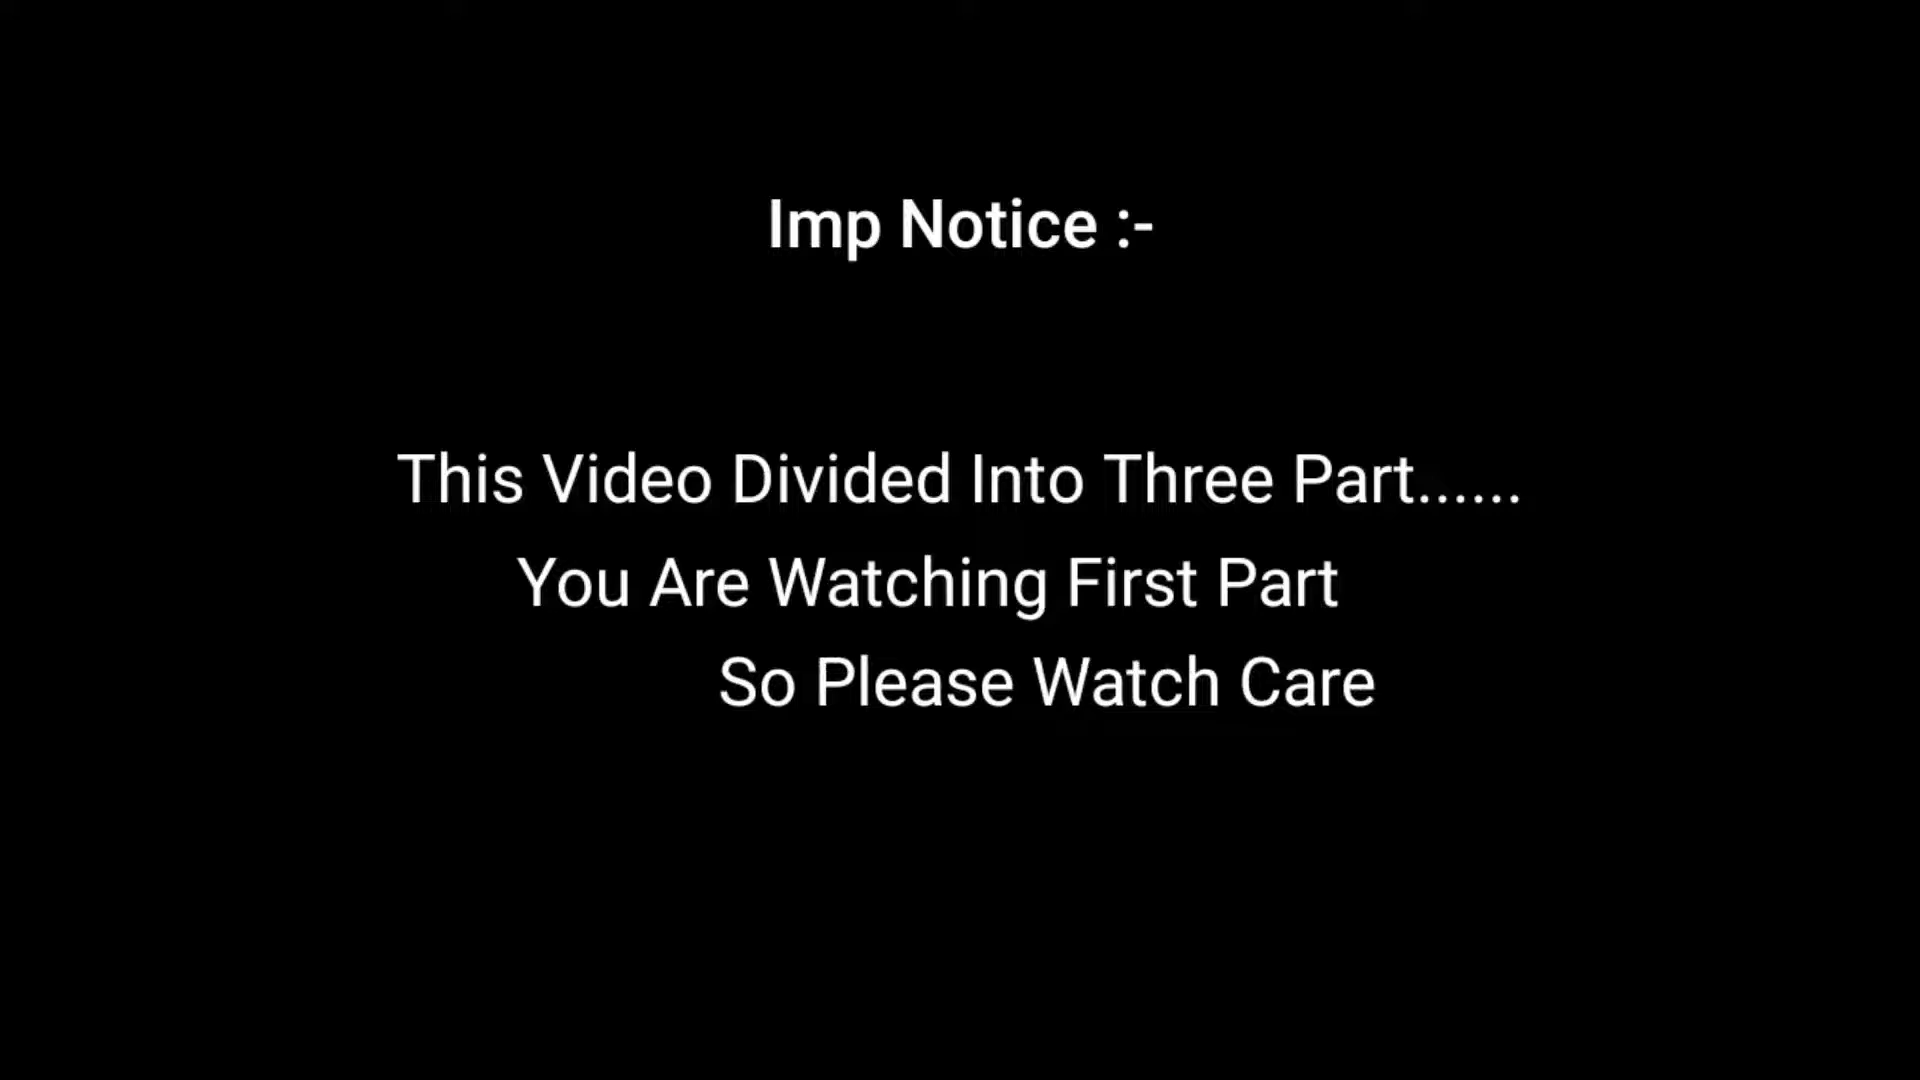 Imp Notice :-
This Video Divided Into Three Part......
You Are Watching First Part
So Please Watch Care